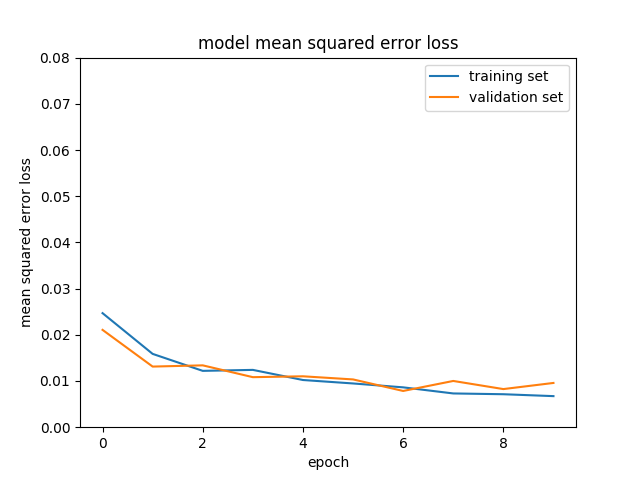 model mean squared error loss
training set
validation set
mean squared error loss
0.08
0.07
0.06
0.05
0.04
0.03
0.02
0.01
0.00
0 2 4 6 8
epoch